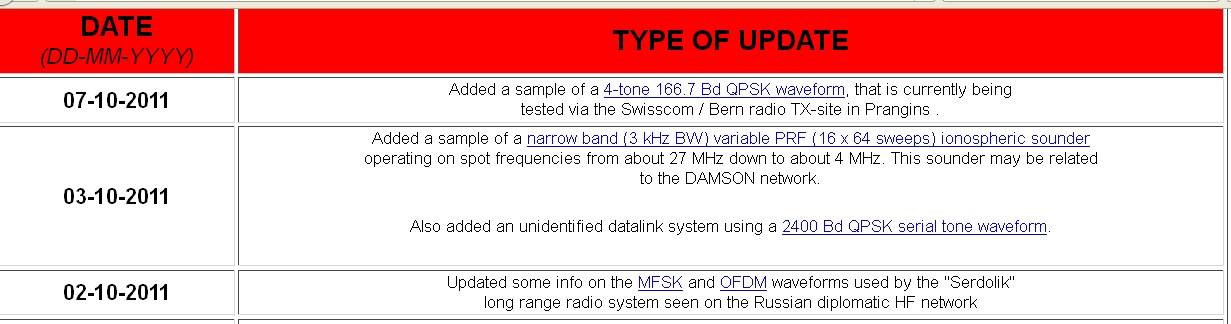 DATE
(DD-MM-YYYY)
TYPE OF UPDATE
07-10-2011
Added a sample of a 4-tone 166.7 Bd QPSK waveform, that is currently being
tested via the Swisscom / Bern radio TX-site in Prangins .
03-10-2011
Added a sample of a narrow band (3 kHz BW) variable PRF (16 x 64 sweeps) ionospheric sounder
operating on spot frequencies from about 27 MHz down to about 4 MHz. This sounder may be related
to the DAMSON network.
Also added an unidentified datalink system using a 2400 Bd QPSK serial tone waveform.
02-10-2011
Updated some info on the MFSK and OFDM waveforms used by the "Serdolik"
long range radio system seen on the Russian diplomatic HF network